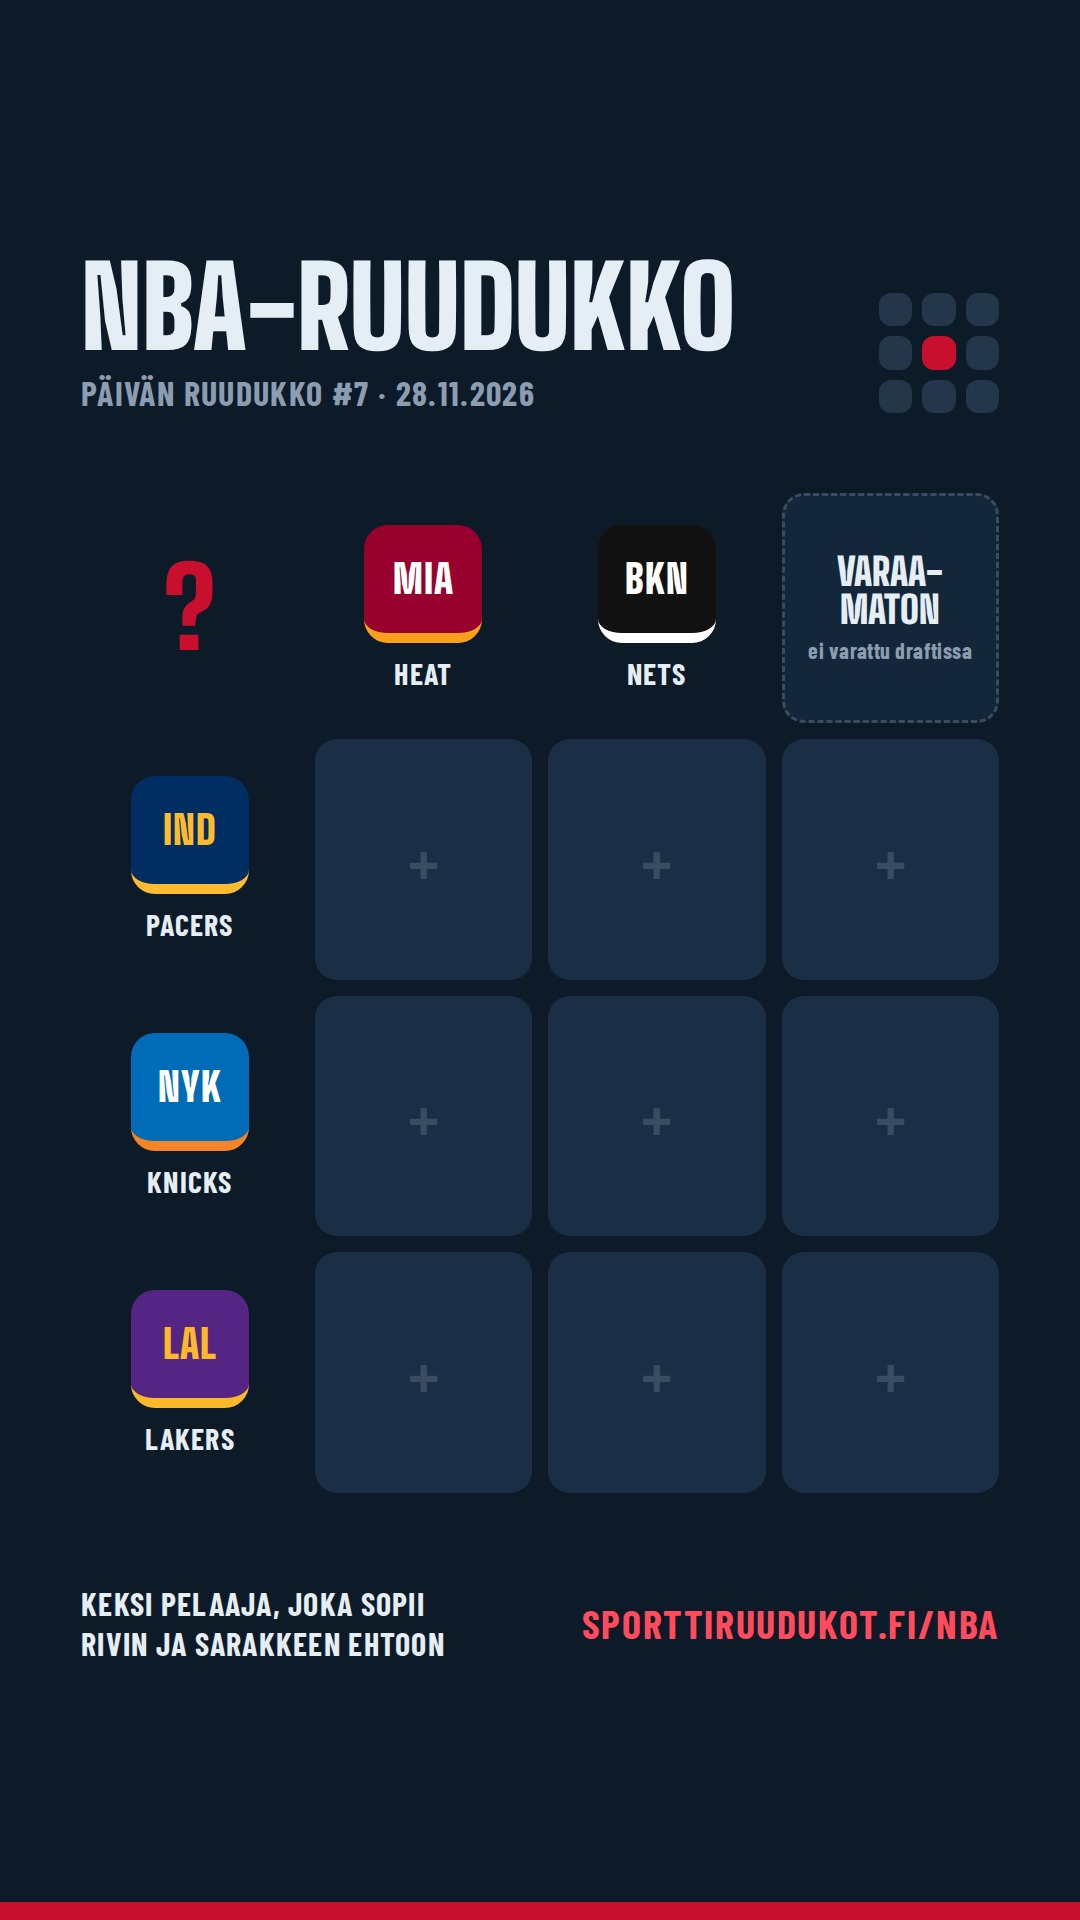 NBA-RUUDUKKO
PÄIVÄN RUUDUKKO #7 · 28.11.2026
?
MIA
HEAT
BKN
NETS
VARAA-
MATON
ei varattu draftissa
IND
PACERS
+ + +
NYK
KNICKS
+ + +
LAL
LAKERS
+ + +
KEKSI PELAAJA, JOKA SOPII
RIVIN JA SARAKKEEN EHTOON
SPORTTIRUUDUKOT.FI/NBA